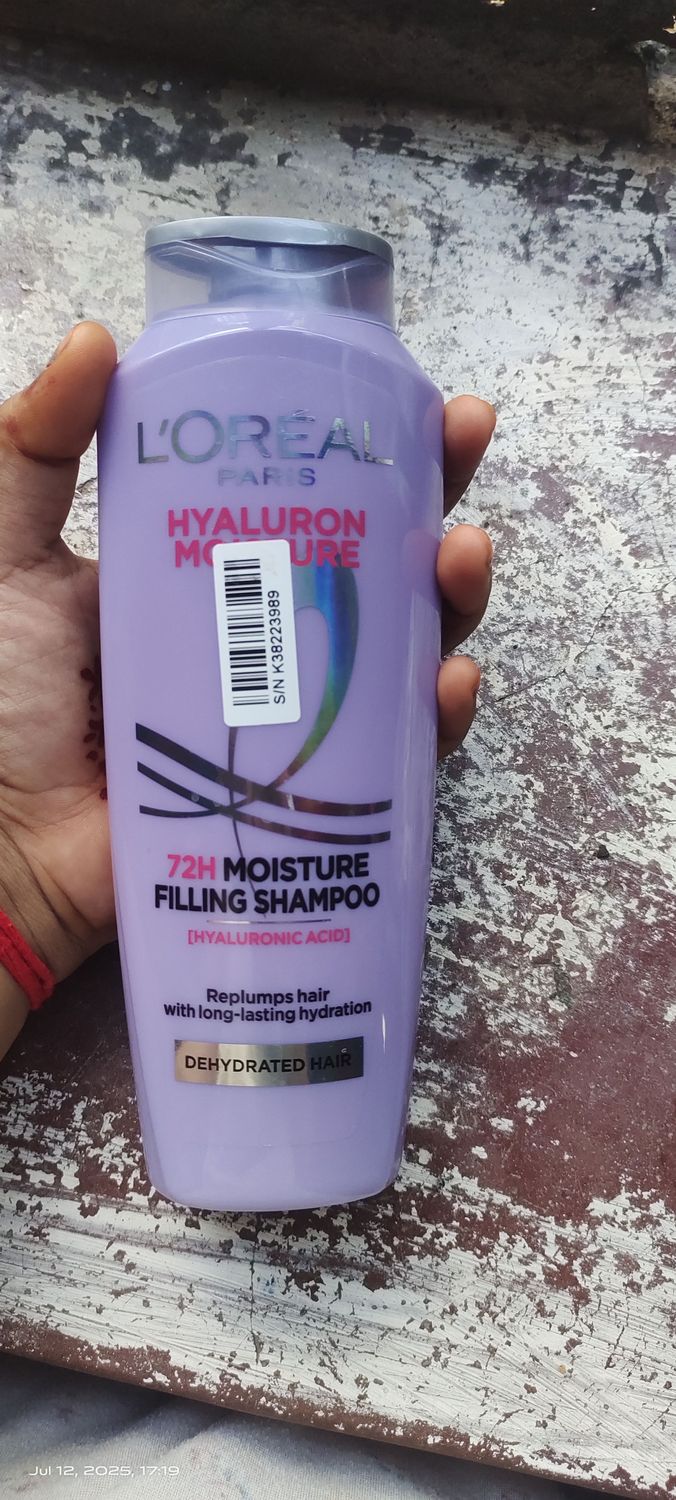 L'ORÉAL
PARIS
HYALURON
S/N K38223989
72H MOISTURE
FILLING SHAMPOO
[HYALURONIC ACID]
Replumps hair
with long-lasting hydration
DEHYDRATED HAIR
Jul 12, 2025, 17:19